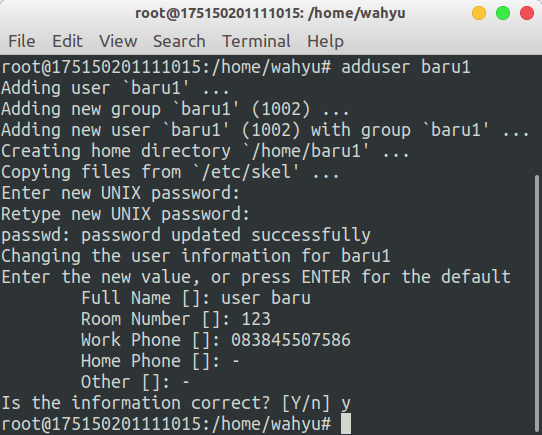 root@175150201111015: /home/wahyu
File Edit View Search Terminal Help
root@175150201111015:/home/wahyu# adduser baru1
Adding user `baru1' ...
Adding new group `baru1' (1002) ...
Adding new user `baru1' (1002) with group `baru1' ...
Creating home directory `/home/baru1' ...
Copying files from `/etc/skel' ...
Enter new UNIX password:
Retype new UNIX password:
passwd: password updated successfully
Changing the user information for baru1
Enter the new value, or press ENTER for the default
        Full Name []: user baru
        Room Number []: 123
        Work Phone []: 083845507586
        Home Phone []: -
        Other []: -
Is the information correct? [Y/n] y
root@175150201111015:/home/wahyu#